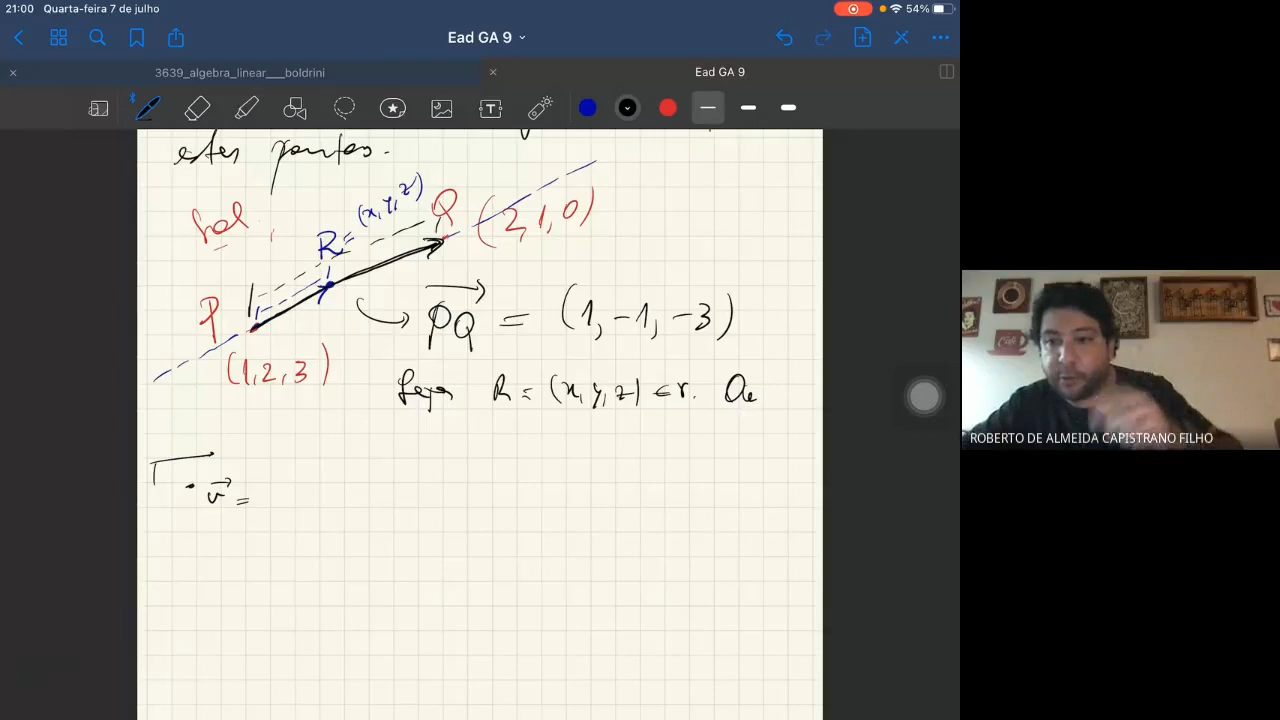 21:00 Quarta-feira 7 de julho 54%
Ead GA 9
3639_algebra_linear___boldrini
Ead GA 9
T
estes pontos.
Sol.
R = (x, y, z)
Q (2, 1, 0)
P
(1, 2, 3)
PQ = (1, -1, -3)
Seja R = (x, y, z) ∈ r.
v =
Café
ROBERTO DE ALMEIDA CAPISTRANO FILHO